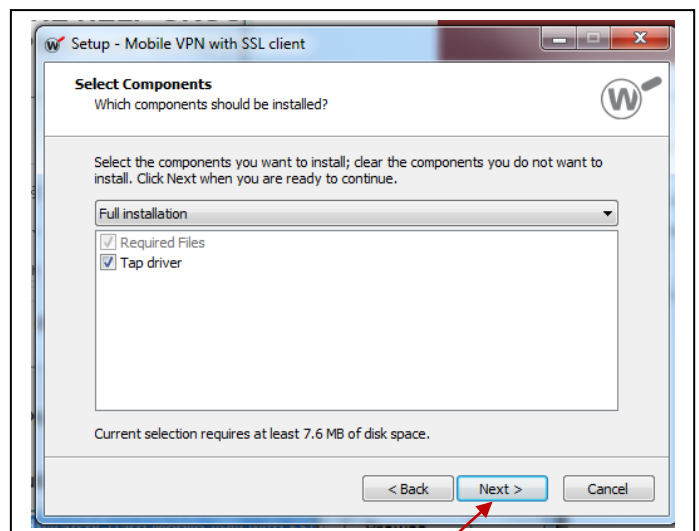 Setup - Mobile VPN with SSL client
Select Components
Which components should be installed?
Select the components you want to install; clear the components you do not want to
install. Click Next when you are ready to continue.
Full installation
Required Files
Tap driver
Current selection requires at least 7.6 MB of disk space.
< Back Next > Cancel